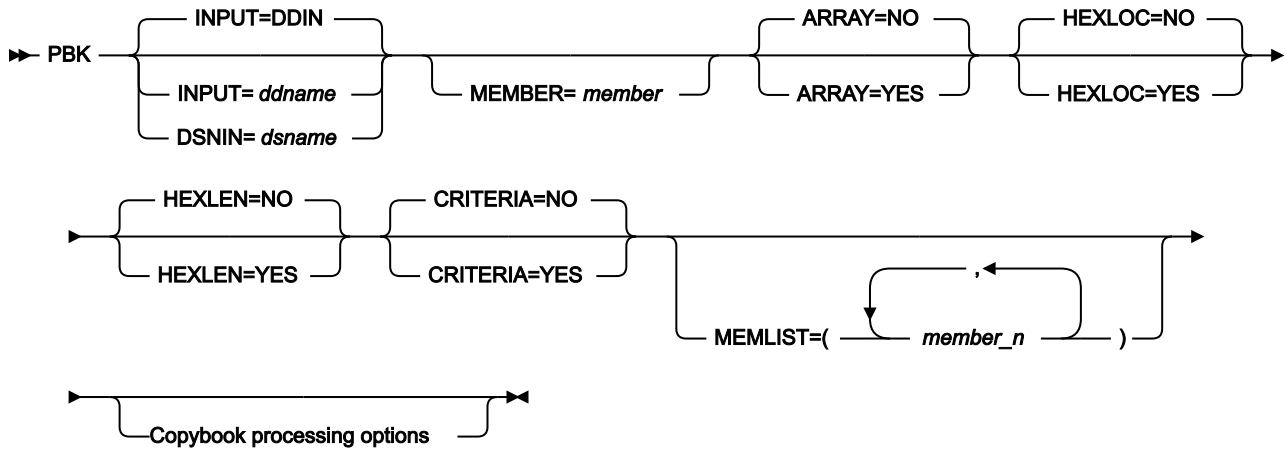 INPUT=DDIN
ARRAY=NO
HEXLOC=NO
PBK
INPUT= ddname
MEMBER= member
ARRAY=YES
HEXLOC=YES
DSNIN= dsname
HEXLEN=NO
CRITERIA=NO
HEXLEN=YES
CRITERIA=YES
,
MEMLIST=( member_n )
Copybook processing options